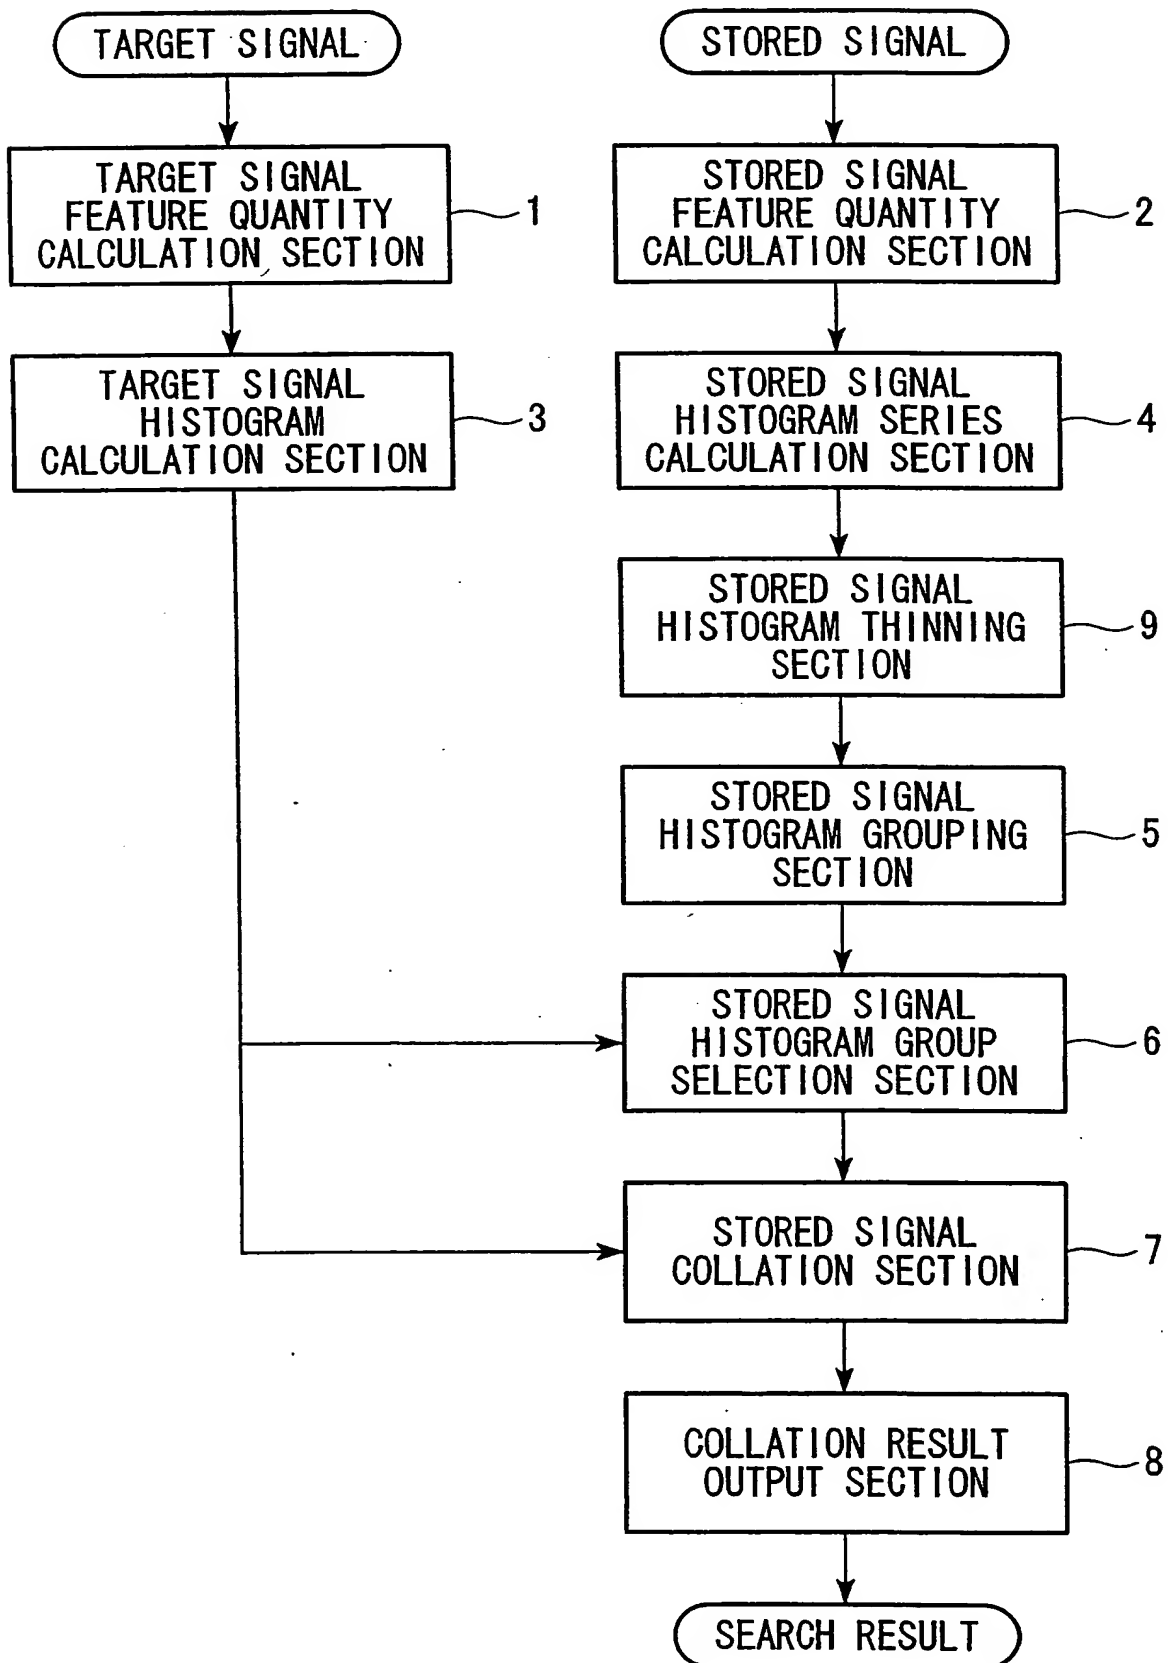 TARGET SIGNAL
TARGET SIGNAL
FEATURE QUANTITY
CALCULATION SECTION
1
TARGET SIGNAL
HISTOGRAM
CALCULATION SECTION
3
STORED SIGNAL
STORED SIGNAL
FEATURE QUANTITY
CALCULATION SECTION
2
STORED SIGNAL
HISTOGRAM SERIES
CALCULATION SECTION
4
STORED SIGNAL
HISTOGRAM THINNING
SECTION
9
STORED SIGNAL
HISTOGRAM GROUPING
SECTION
5
STORED SIGNAL
HISTOGRAM GROUP
SELECTION SECTION
6
STORED SIGNAL
COLLATION SECTION
7
COLLATION RESULT
OUTPUT SECTION
8
SEARCH RESULT